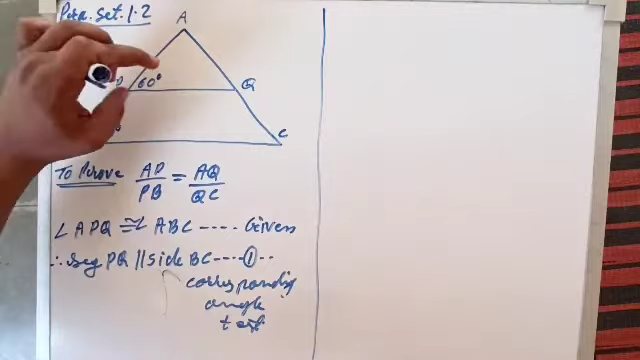 Pra. Set. 1.2
A
P 60° Q
C
To Prove AP/PB = AQ/QC
∠APQ ≅ ∠ABC ---- Given
∴ seg PQ || side BC ---- ① --
corresponding
angle
test